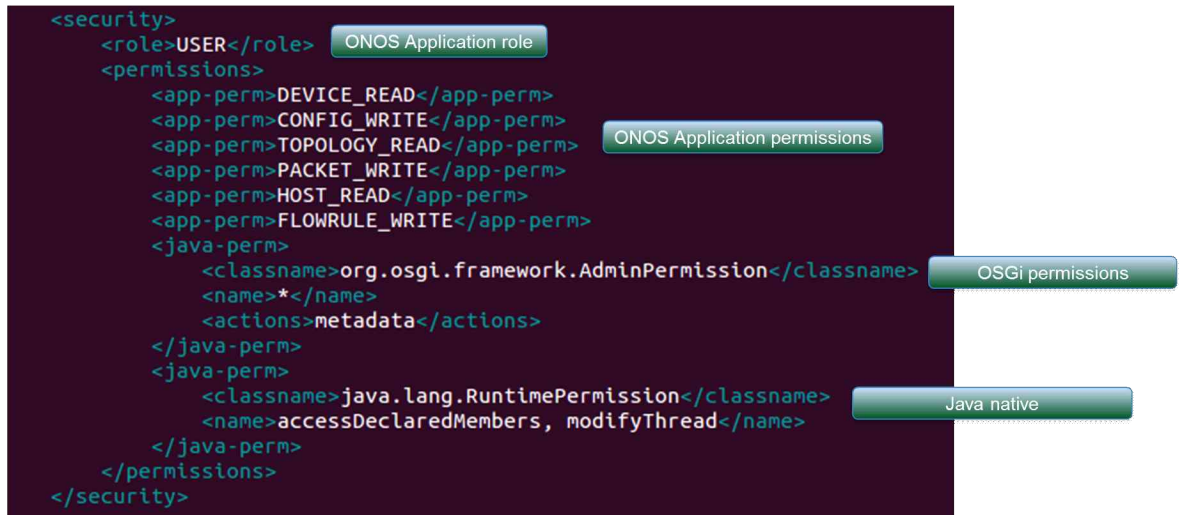 <security>
<role>USER</role> ONOS Application role
<permissions>
<app-perm>DEVICE_READ</app-perm>
<app-perm>CONFIG_WRITE</app-perm>
<app-perm>TOPOLOGY_READ</app-perm> ONOS Application permissions
<app-perm>PACKET_WRITE</app-perm>
<app-perm>HOST_READ</app-perm>
<app-perm>FLOWRULE_WRITE</app-perm>
<java-perm>
<classname>org.osgi.framework.AdminPermission</classname> OSGi permissions
<name>*</name>
<actions>metadata</actions>
</java-perm>
<java-perm>
<classname>java.lang.RuntimePermission</classname> Java native
<name>accessDeclaredMembers, modifyThread</name>
</java-perm>
</permissions>
</security>